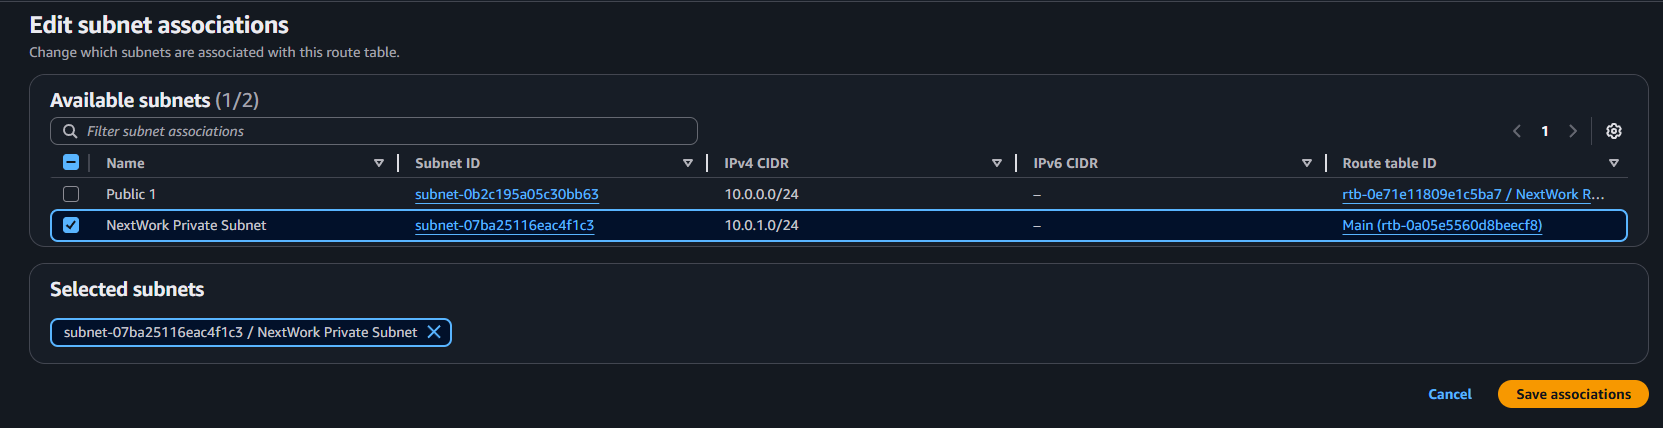 Edit subnet associations
Change which subnets are associated with this route table.
Available subnets (1/2)
Filter subnet associations
1
Name Subnet ID IPv4 CIDR IPv6 CIDR Route table ID
Public 1 subnet-0b2c195a05c30bb63 10.0.0.0/24 – rtb-0e71e11809e1c5ba7 / NextWork R...
NextWork Private Subnet subnet-07ba25116eac4f1c3 10.0.1.0/24 – Main (rtb-0a05e5560d8beecf8)
Selected subnets
subnet-07ba25116eac4f1c3 / NextWork Private Subnet
Cancel Save associations